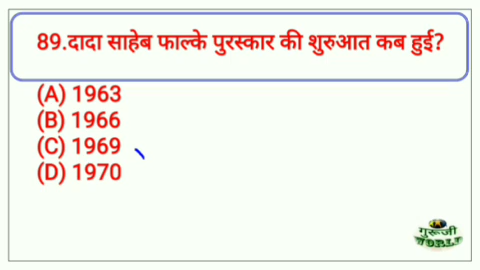 89.दादा साहेब फाल्के पुरस्कार की शुरुआत कब हुई?
(A) 1963
(B) 1966
(C) 1969
(D) 1970
गुरूजी
WORLD